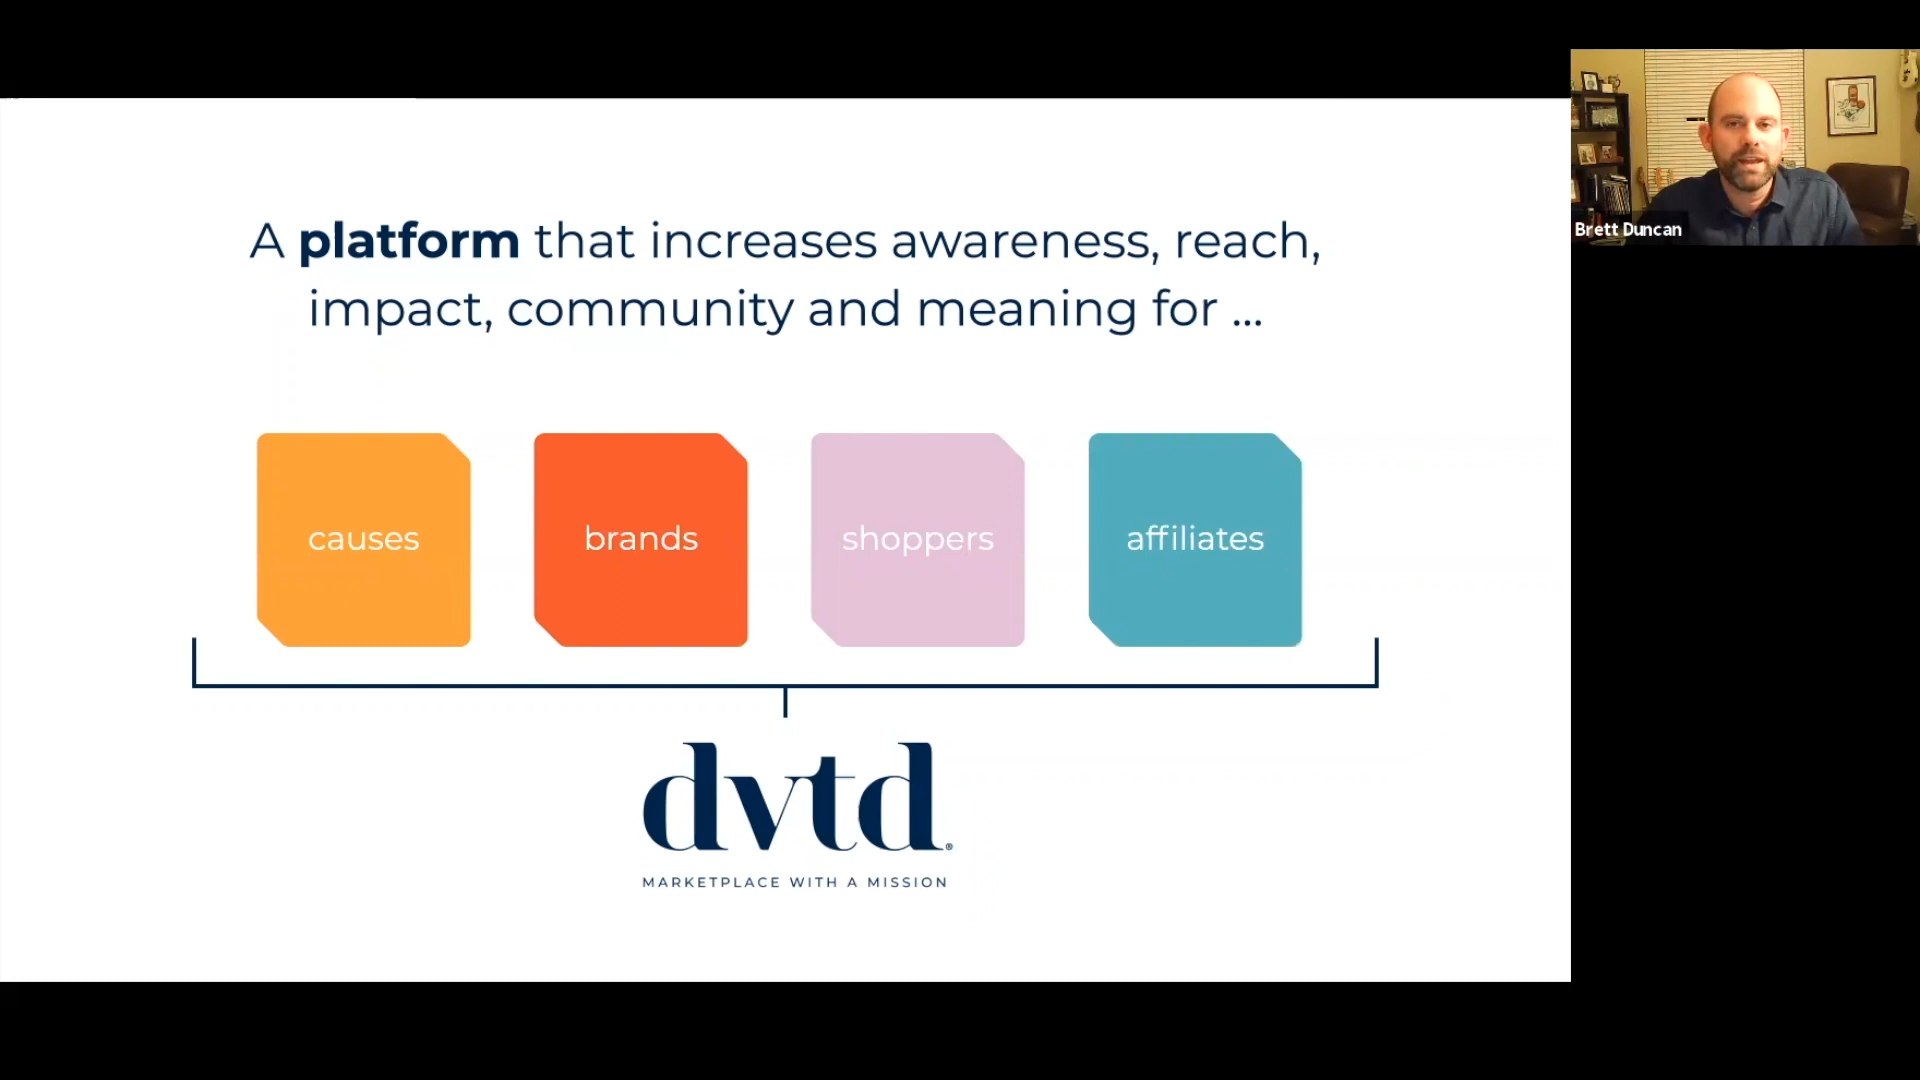 A platform that increases awareness, reach,
impact, community and meaning for ...
causes
brands
shoppers
affiliates
dvtd.®
MARKETPLACE WITH A MISSION
Brett Duncan